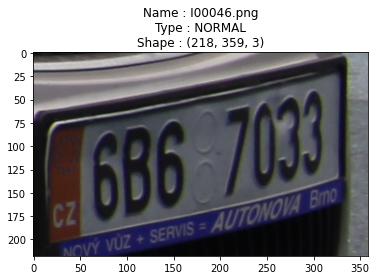 Name : I00046.png
Type : NORMAL
Shape : (218, 359, 3)
0
25
50
75
100
125
150
175
200
6B6 7033
CZ
NOVÝ VŮZ + SERVIS = AUTONOVA Brno
0 50 100 150 200 250 300 350